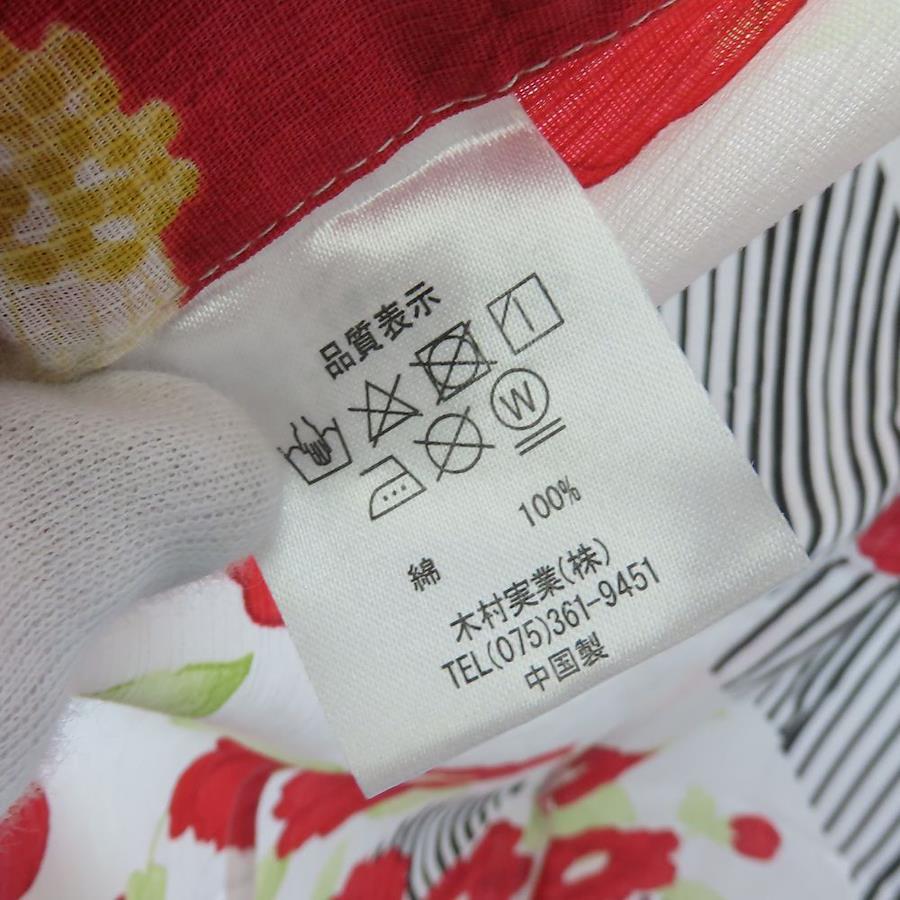 品質表示
W
綿 100%
木村実業(株)
TEL(075)361-9451
中国製